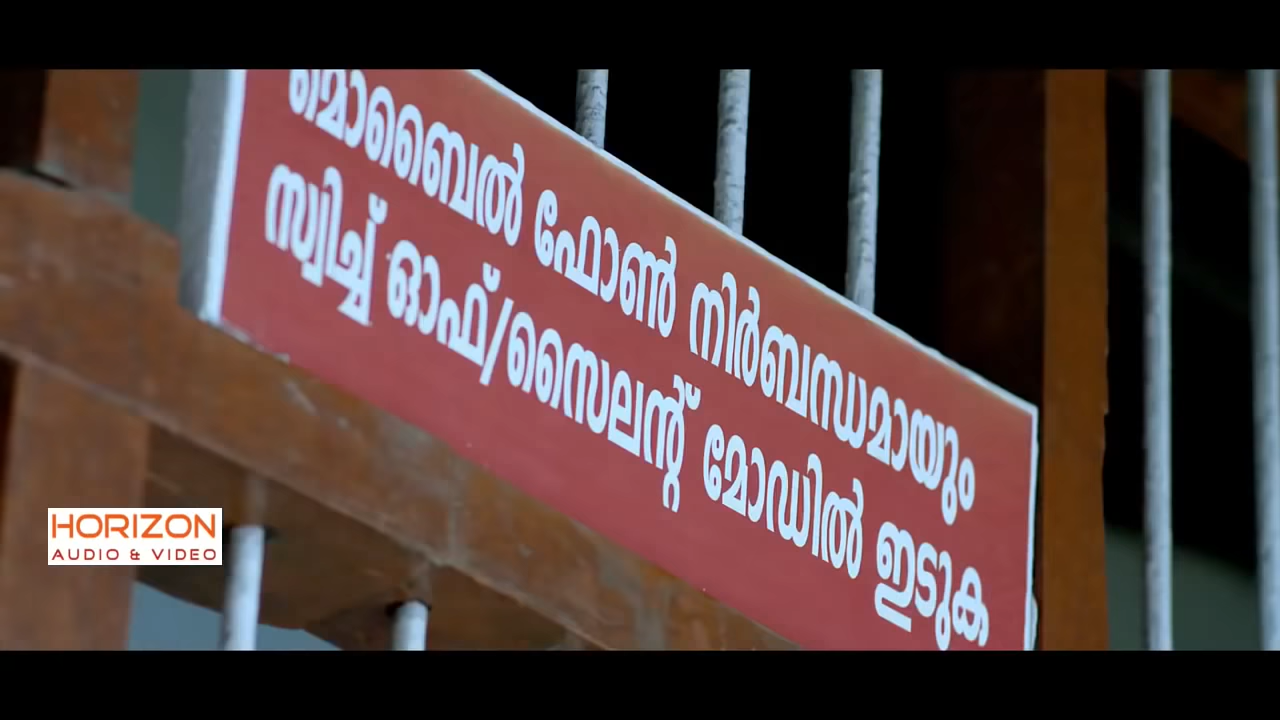 മൊബൈൽ ഫോൺ നിർബന്ധമായും
സ്വിച്ച് ഓഫ്/സൈലന്റ് മോഡിൽ ഇടുക
HORIZON
AUDIO & VIDEO